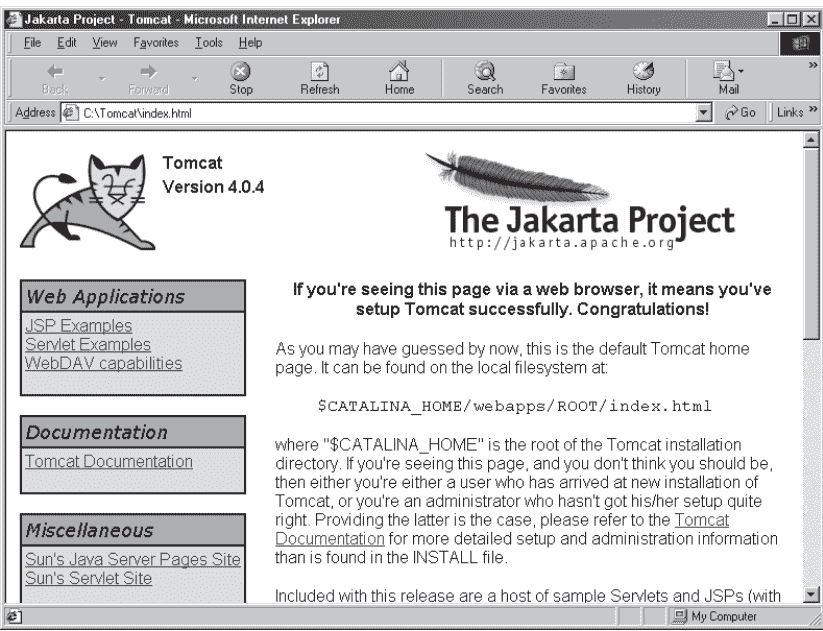 Jakarta Project - Tomcat - Microsoft Internet Explorer
File Edit View Favorites Tools Help
Back Forward Stop Refresh Home Search Favorites History Mail
Address C:\Tomcat\index.html Go Links
Tomcat
Version 4.0.4
The Jakarta Project
http://jakarta.apache.org
Web Applications
JSP Examples
Servlet Examples
WebDAV capabilities
Documentation
Tomcat Documentation
Miscellaneous
Sun's Java Server Pages Site
Sun's Servlet Site
If you're seeing this page via a web browser, it means you've
setup Tomcat successfully. Congratulations!
As you may have guessed by now, this is the default Tomcat home
page. It can be found on the local filesystem at:
$CATALINA_HOME/webapps/ROOT/index.html
where "$CATALINA_HOME" is the root of the Tomcat installation
directory. If you're seeing this page, and you don't think you should be,
then either you're either a user who has arrived at new installation of
Tomcat, or you're an administrator who hasn't got his/her setup quite
right. Providing the latter is the case, please refer to the Tomcat
Documentation for more detailed setup and administration information
than is found in the INSTALL file.
Included with this release are a host of sample Servlets and JSPs (with
My Computer